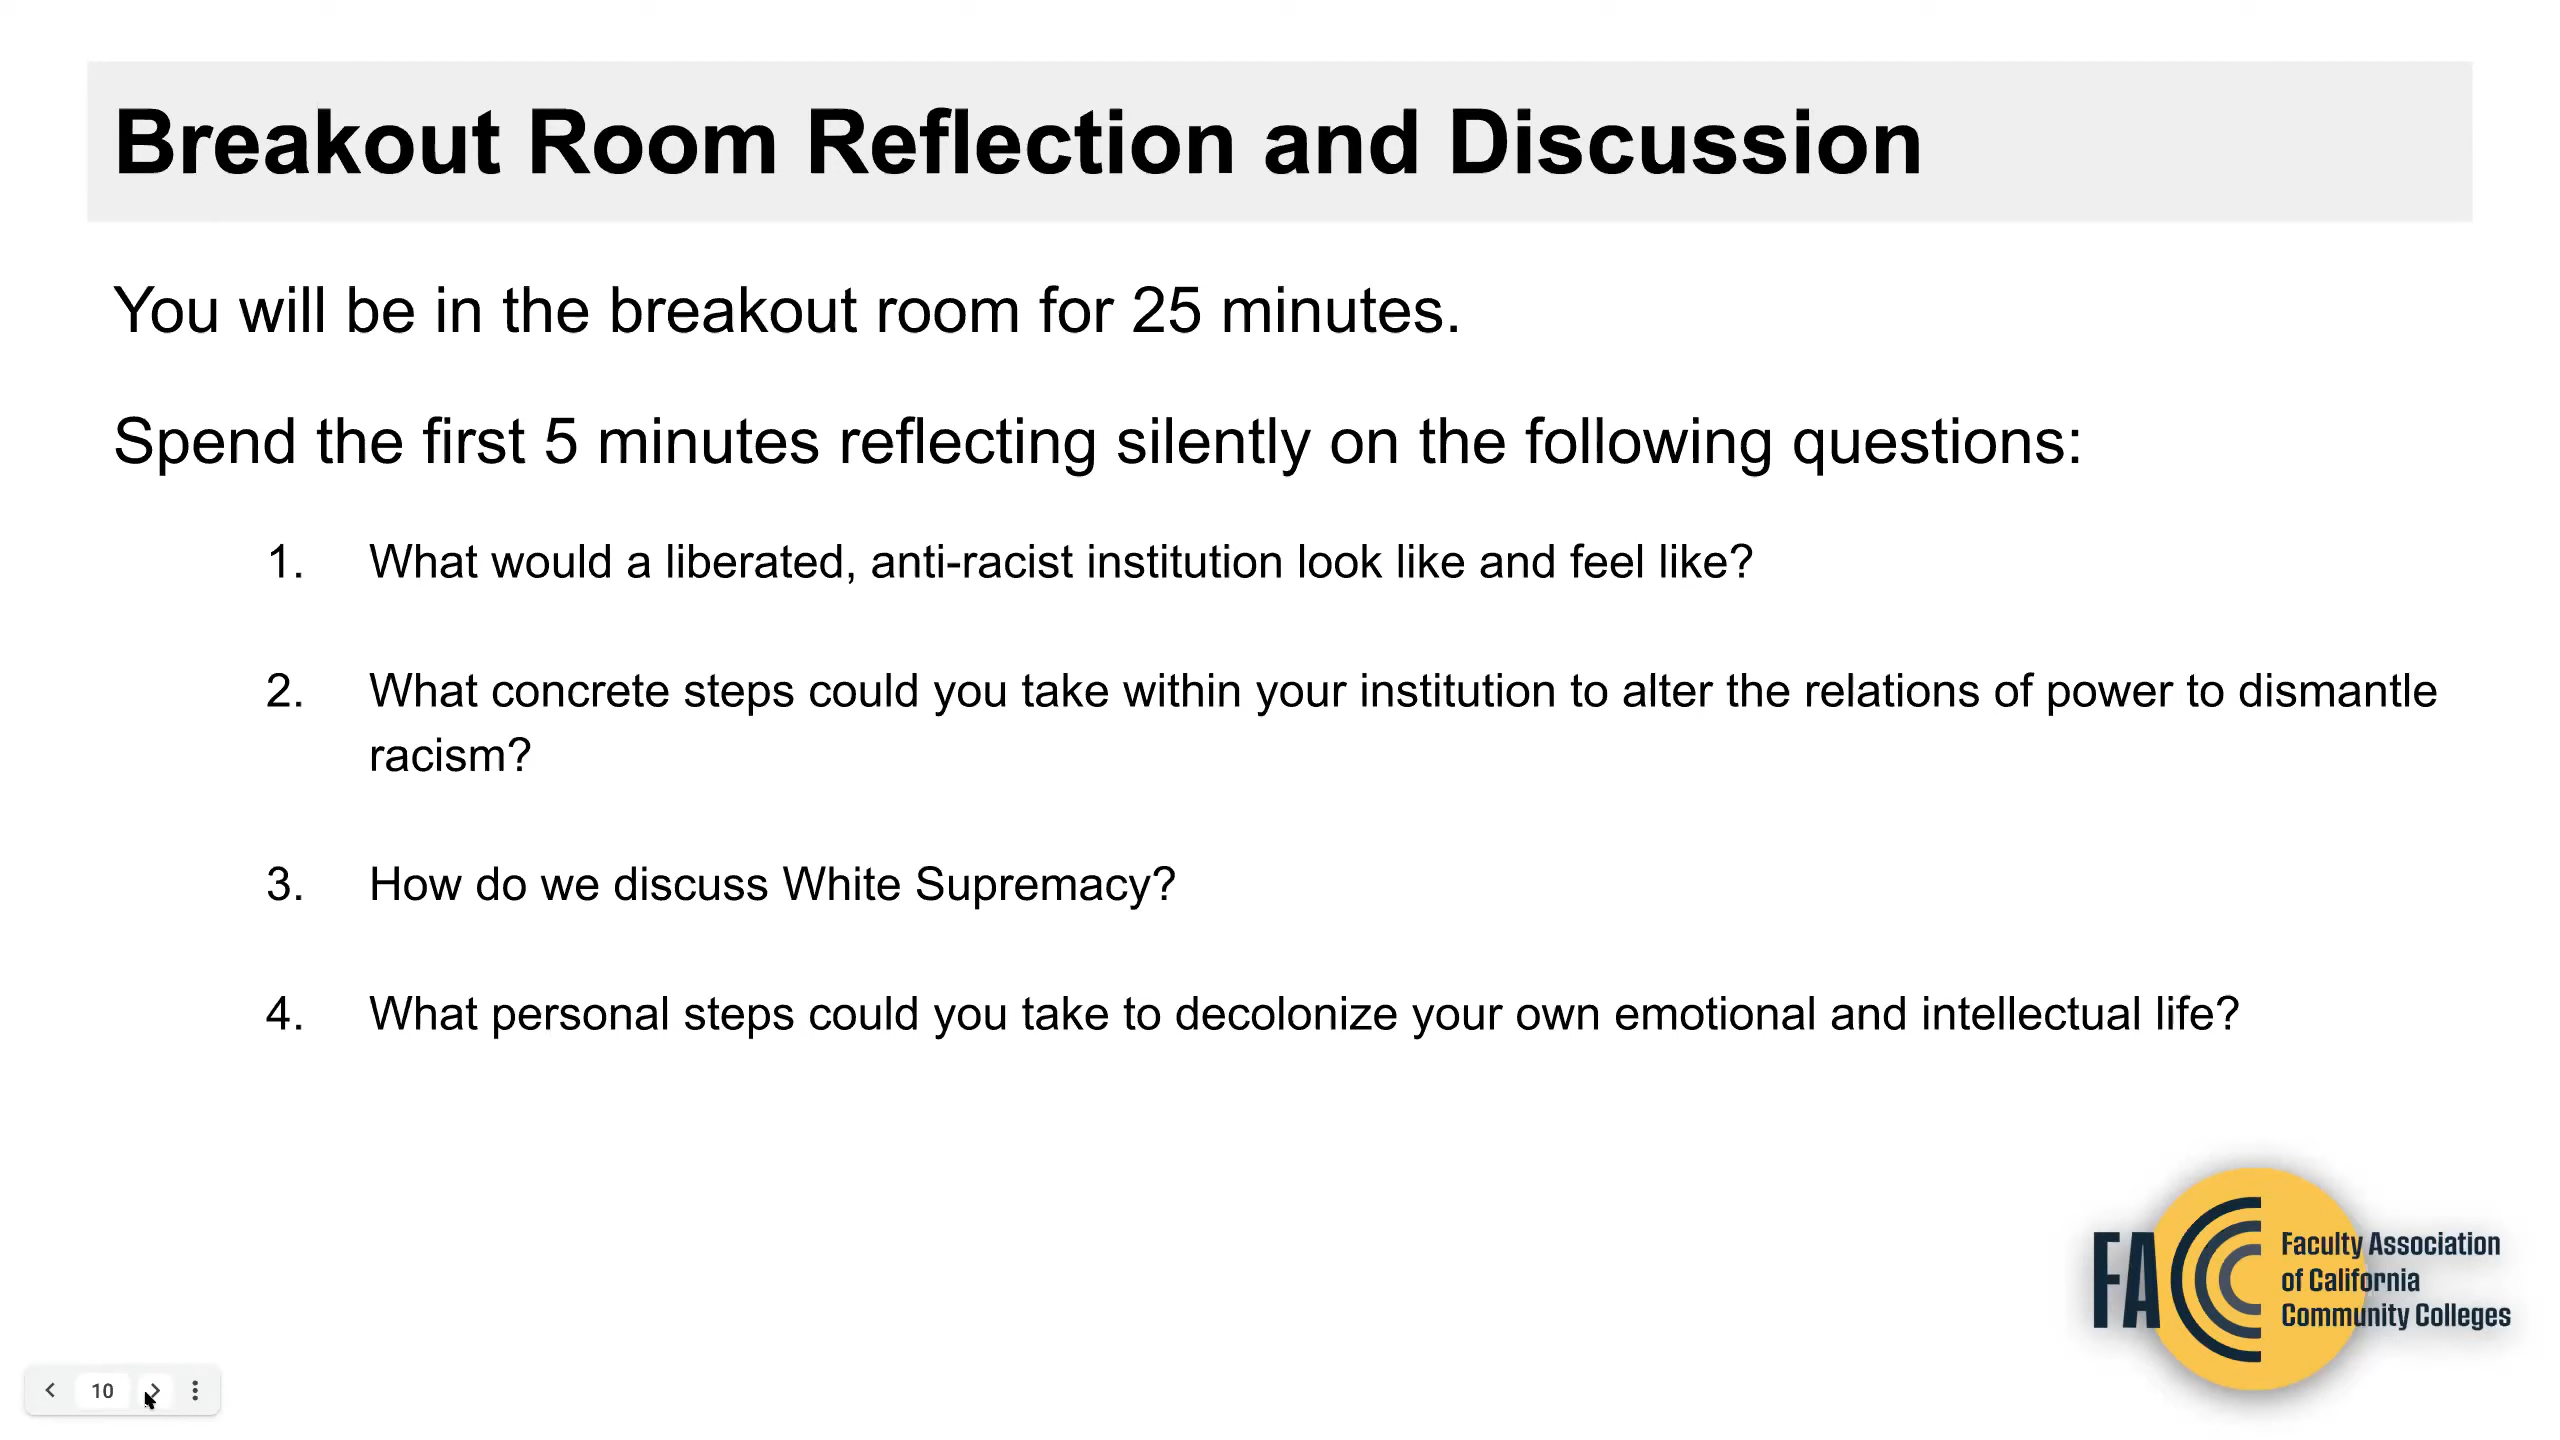 Breakout Room Reflection and Discussion
You will be in the breakout room for 25 minutes.
Spend the first 5 minutes reflecting silently on the following questions:
1. What would a liberated, anti-racist institution look like and feel like?
2. What concrete steps could you take within your institution to alter the relations of power to dismantle
racism?
3. How do we discuss White Supremacy?
4. What personal steps could you take to decolonize your own emotional and intellectual life?
FACCC
Faculty Association
of California
Community Colleges
10